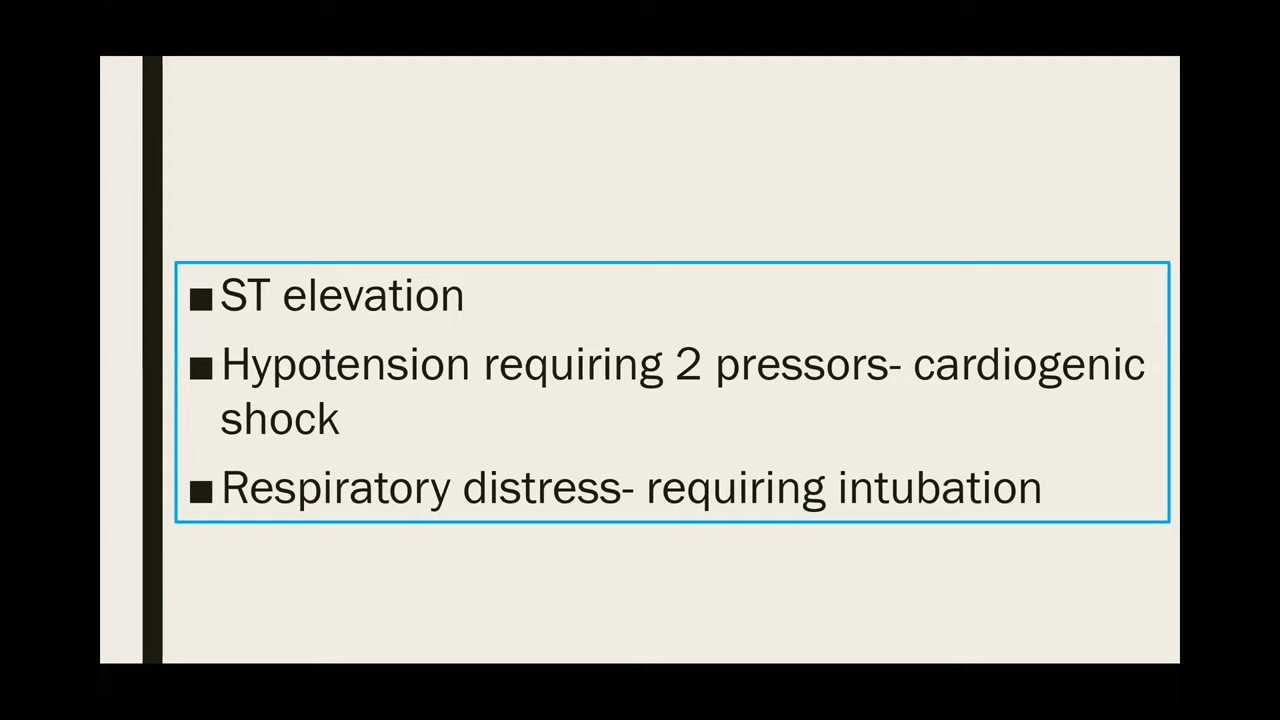 ■ ST elevation
■ Hypotension requiring 2 pressors- cardiogenic
shock
■ Respiratory distress- requiring intubation